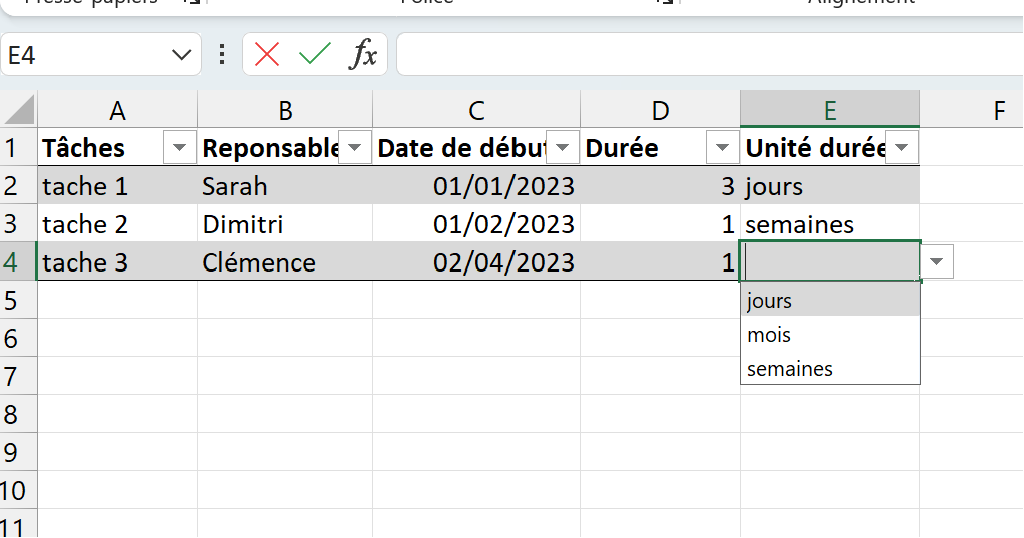 Presse-papiers Police Alignement
E4 fx
A B C D E F
1 Tâches Reponsable Date de débu Durée Unité durée
2 tache 1 Sarah 01/01/2023 3 jours
3 tache 2 Dimitri 01/02/2023 1 semaines
4 tache 3 Clémence 02/04/2023 1
5 jours
6 mois
7 semaines
8
9
10
11